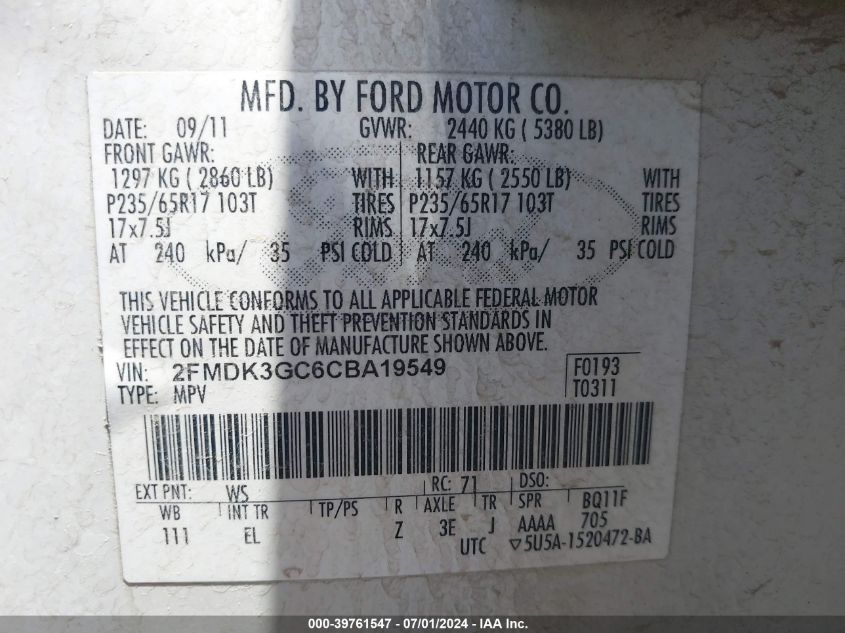 MFD. BY FORD MOTOR CO.
DATE: 09/11 GVWR: 2440 KG ( 5380 LB)
FRONT GAWR: REAR GAWR:
1297 KG ( 2860 LB) WITH 1157 KG ( 2550 LB) WITH
P235/65R17 103T TIRES P235/65R17 103T TIRES
17x7.5J RIMS 17x7.5J RIMS
AT 240 kPa/ 35 PSI COLD AT 240 kPa/ 35 PSI COLD
THIS VEHICLE CONFORMS TO ALL APPLICABLE FEDERAL MOTOR
VEHICLE SAFETY AND THEFT PREVENTION STANDARDS IN
EFFECT ON THE DATE OF MANUFACTURE SHOWN ABOVE.
VIN: 2FMDK3GC6CBA19549 F0193
TYPE: MPV T0311
EXT PNT: WS RC: 71 DSO:
WB INT TR TP/PS R AXLE TR SPR BQ11F
111 EL Z 3E J AAAA 705
UTC ▽5U5A-1520472-BA
000-39761547 / 07/01/2024 - IAAI.com